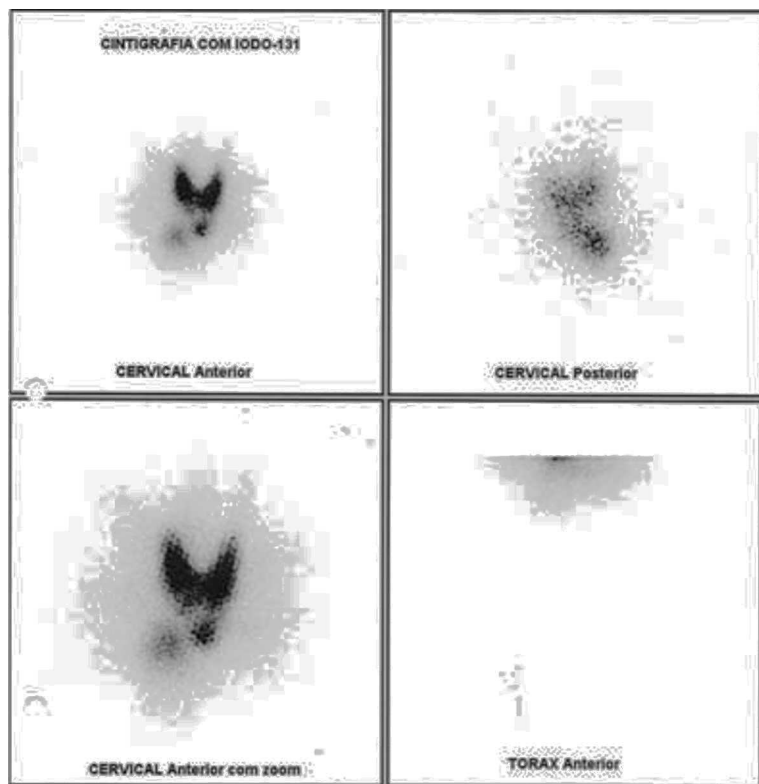 CINTIGRAFIA COM IODO-131
CERVICAL Anterior
CERVICAL Posterior
CERVICAL Anterior com zoom
TORAX Anterior